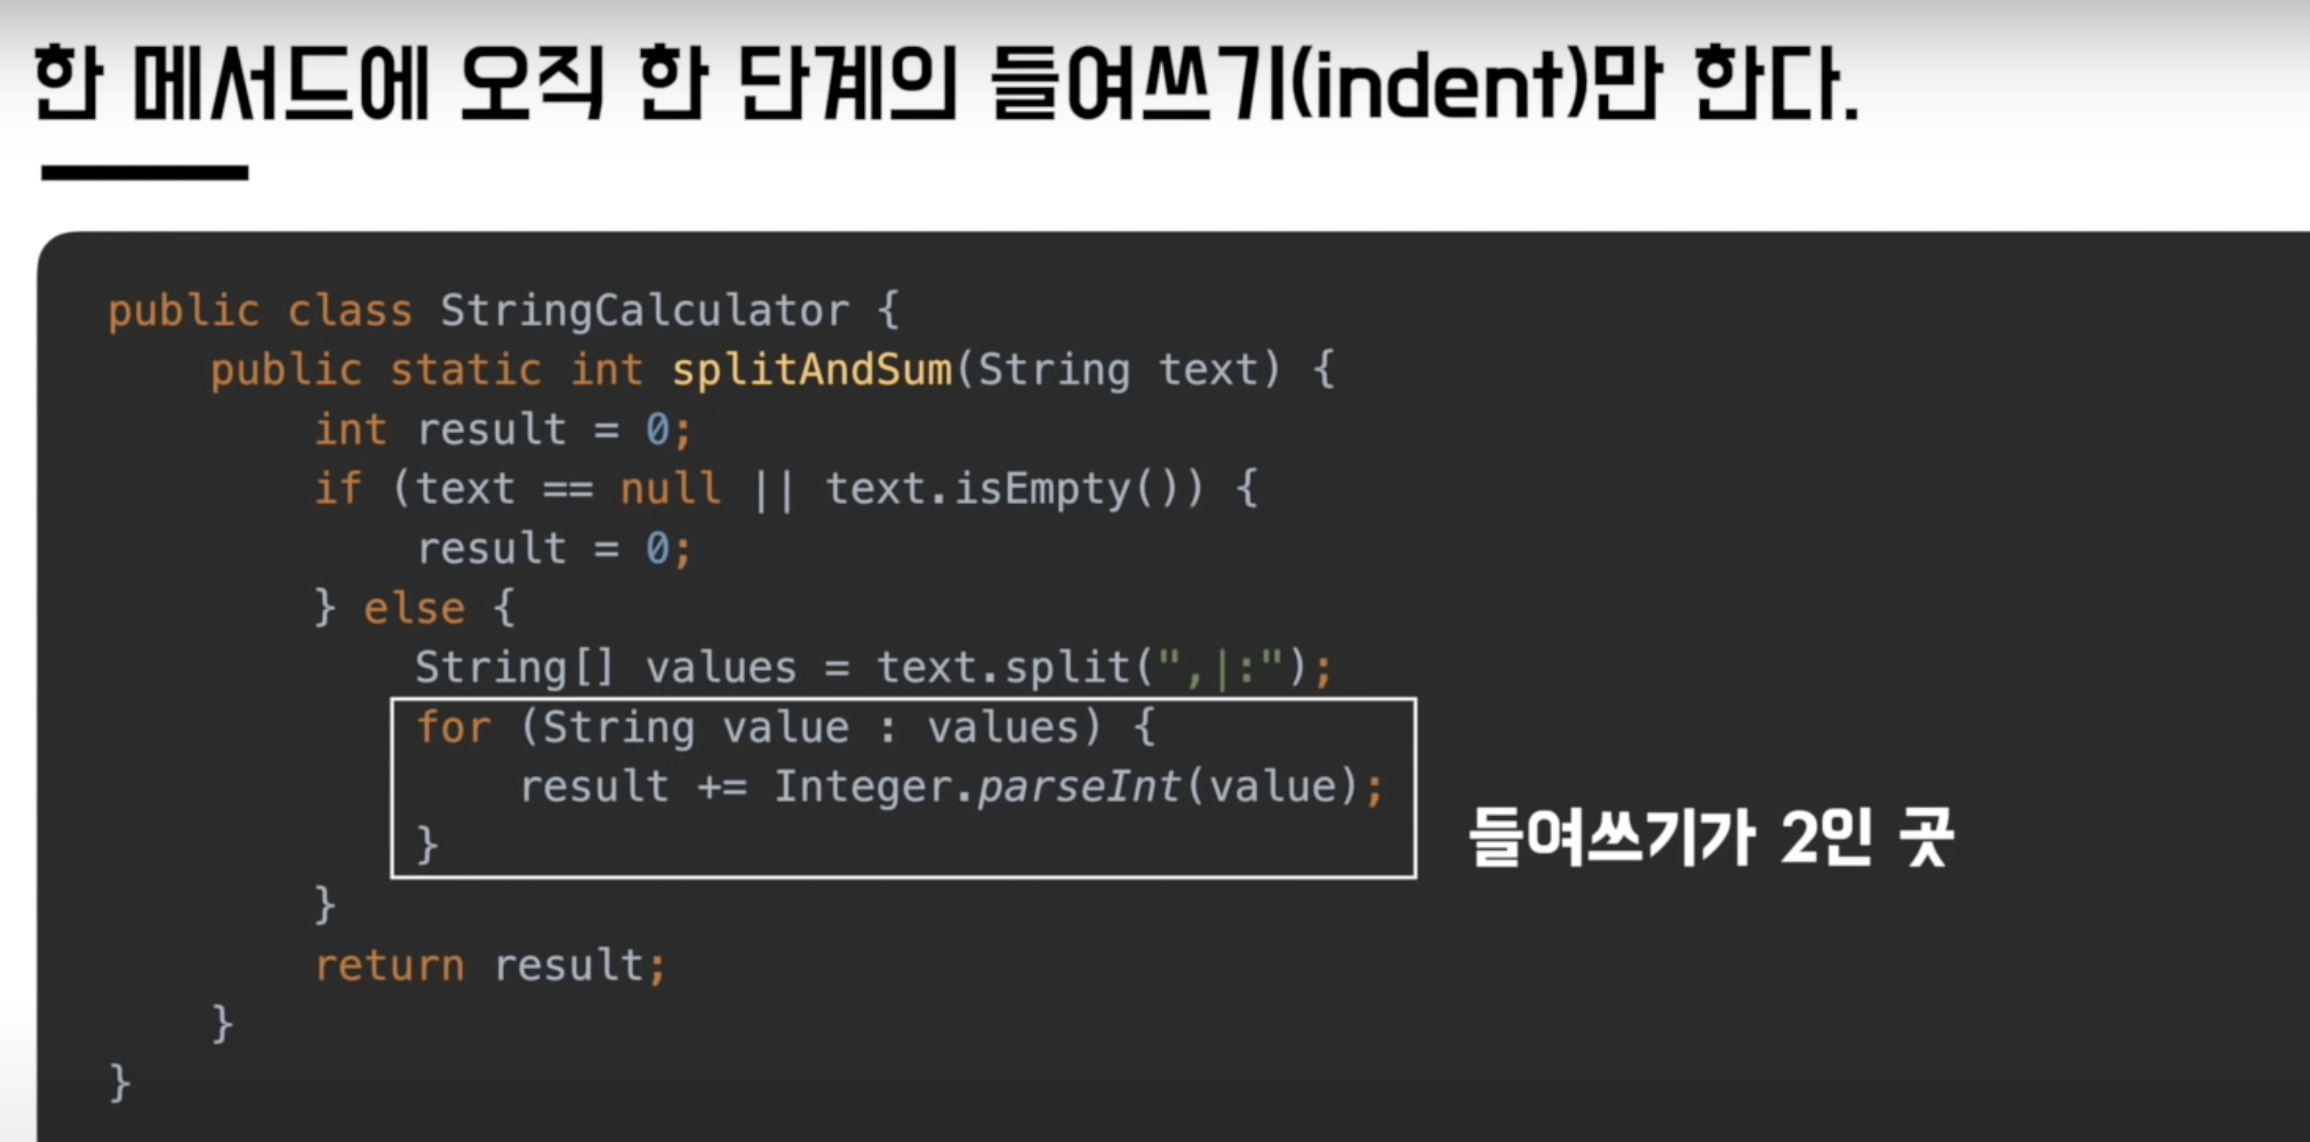 한 메서드에 오직 한 단계의 들여쓰기(indent)만 한다.
public class StringCalculator {
    public static int splitAndSum(String text) {
        int result = 0;
        if (text == null || text.isEmpty()) {
            result = 0;
        } else {
            String[] values = text.split(",|:");
            for (String value : values) {
                result += Integer.parseInt(value);
            }
들여쓰기가 2인 곳
        }
        return result;
    }
}